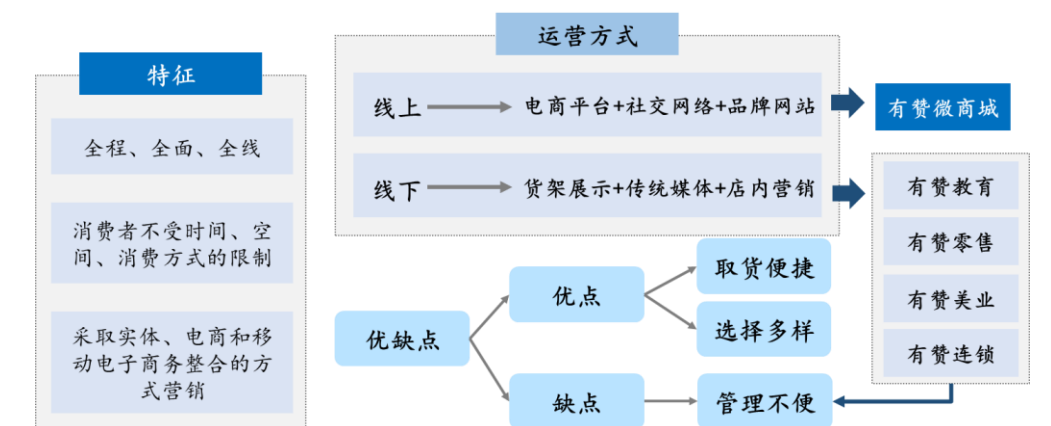 特征
全程、全面、全线
消费者不受时间、空
间、消费方式的限制
采取实体、电商和移
动电子商务整合的方
式营销
运营方式
线上
电商平台+社交网络+品牌网站
线下
货架展示+传统媒体+店内营销
有赞微商城
有赞教育
有赞零售
有赞美业
有赞连锁
优缺点
优点
取货便捷
选择多样
缺点
管理不便